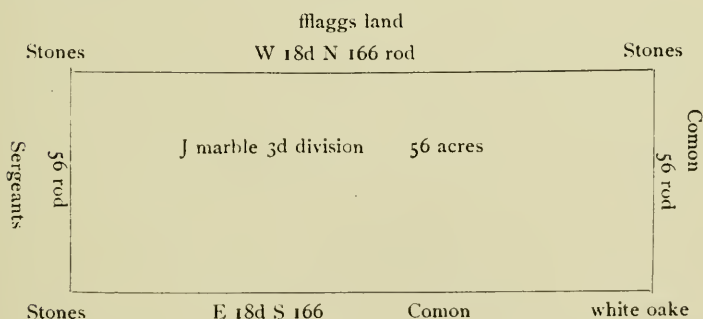 fflaggs land
Stones W 18d N 166 rod Stones
Sergeants
56 rod
J marble 3d division 56 acres
56 rod
Comon
Stones E 18d S 166 Comon white oake